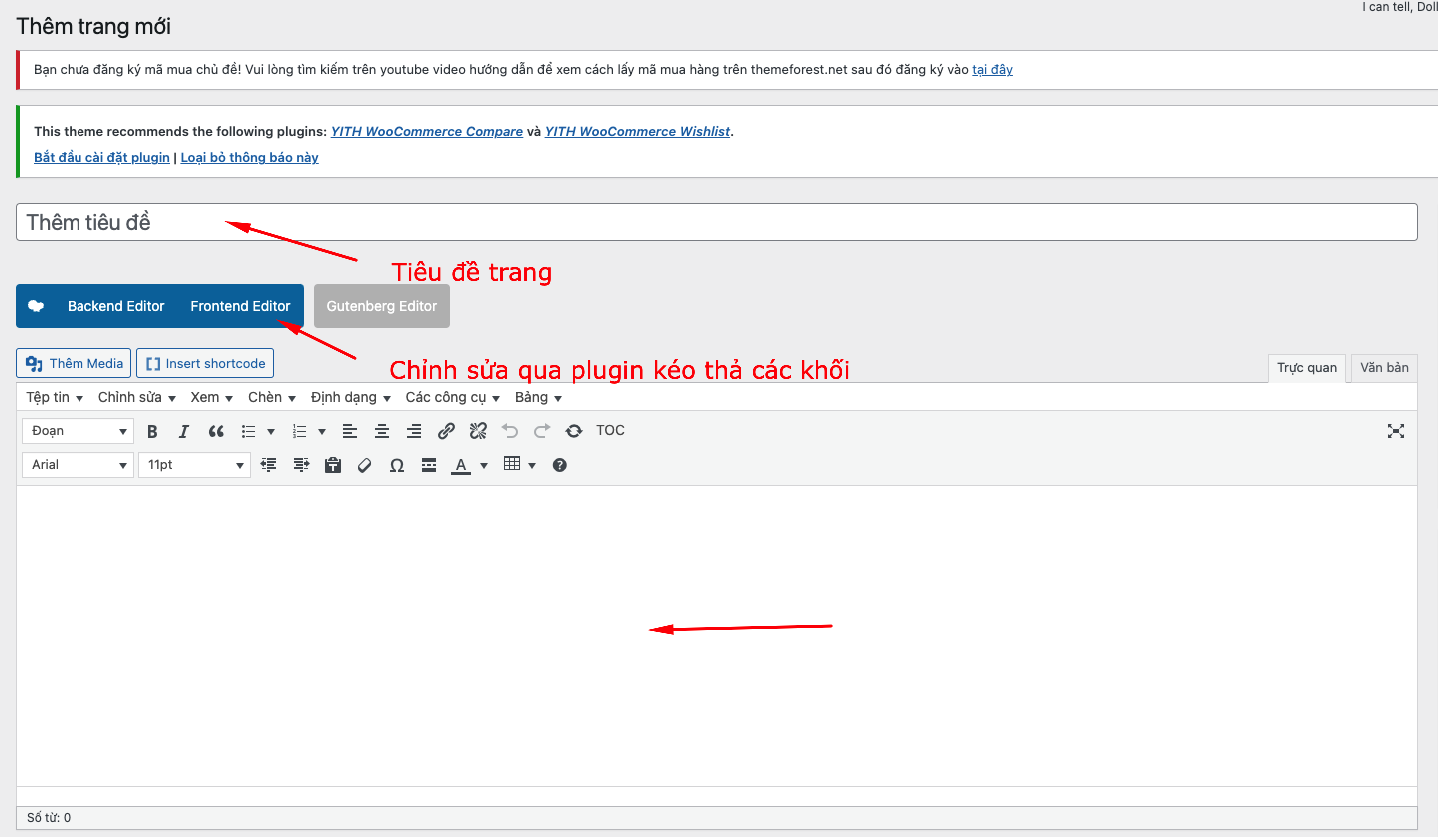 I can tell, Doll
Thêm trang mới
Bạn chưa đăng ký mã mua chủ đề! Vui lòng tìm kiếm trên youtube video hướng dẫn để xem cách lấy mã mua hàng trên themeforest.net sau đó đăng ký vào tại đây
This theme recommends the following plugins: YITH WooCommerce Compare và YITH WooCommerce Wishlist.
Bắt đầu cài đặt plugin | Loại bỏ thông báo này
Thêm tiêu đề
Tiêu đề trang
Backend Editor Frontend Editor Gutenberg Editor
Chỉnh sửa qua plugin kéo thả các khối
Thêm Media [ ] Insert shortcode Trực quan Văn bản
Tệp tin Chỉnh sửa Xem Chèn Định dạng Các công cụ Bảng
Đoạn B I TOC
Arial 11pt Ω A
Số từ: 0